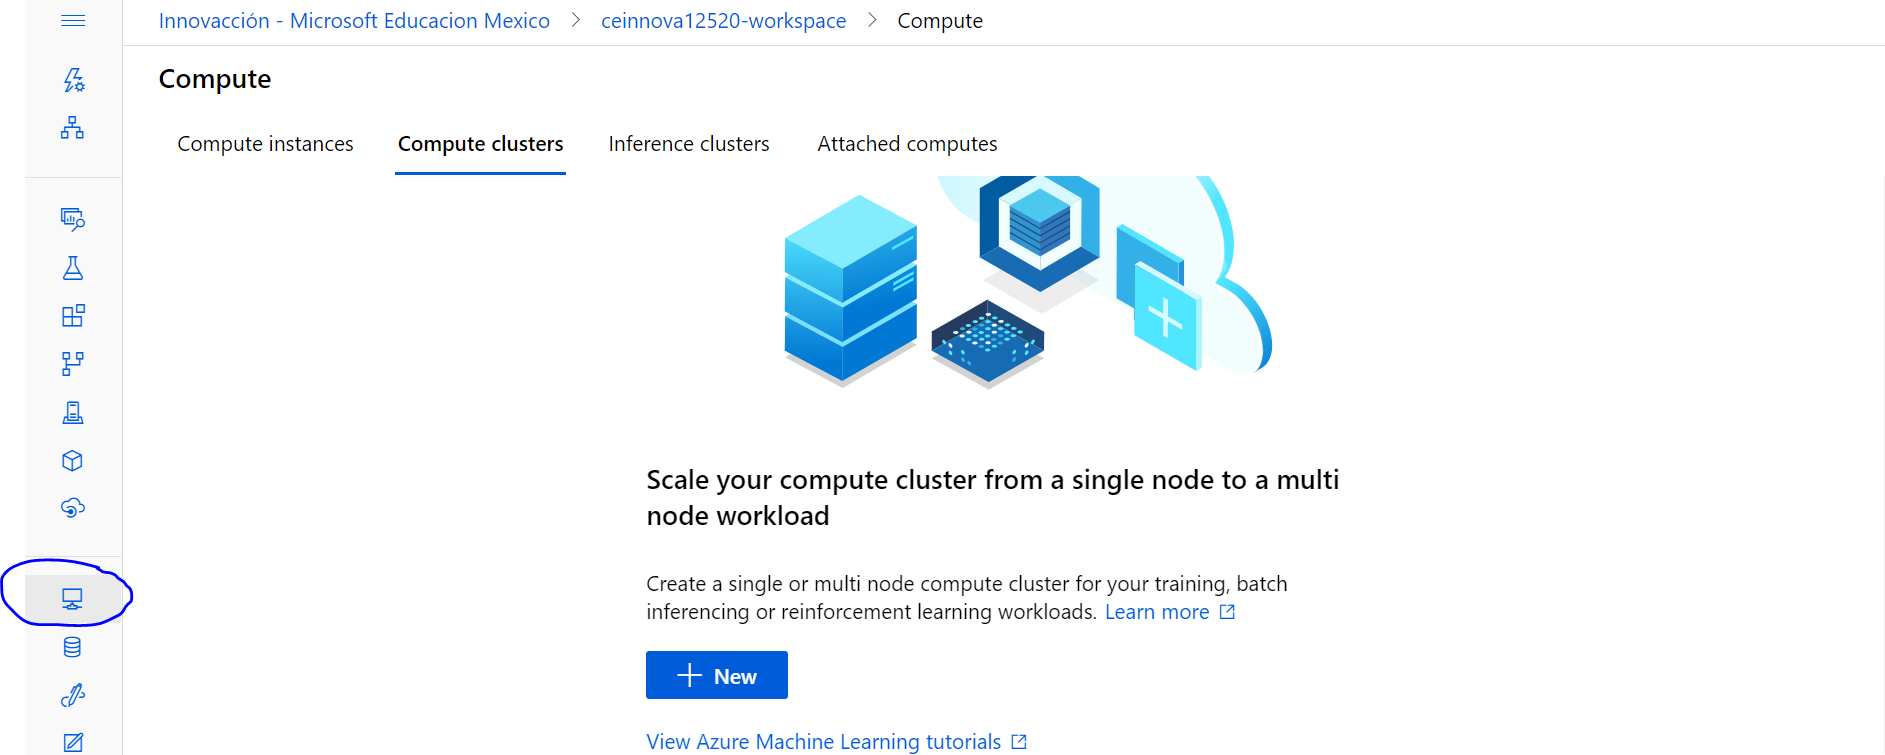 Innovacción - Microsoft Educacion Mexico > ceinnova12520-workspace > Compute
Compute
Compute instances Compute clusters Inference clusters Attached computes
Scale your compute cluster from a single node to a multi
node workload
Create a single or multi node compute cluster for your training, batch
inferencing or reinforcement learning workloads. Learn more
New
View Azure Machine Learning tutorials